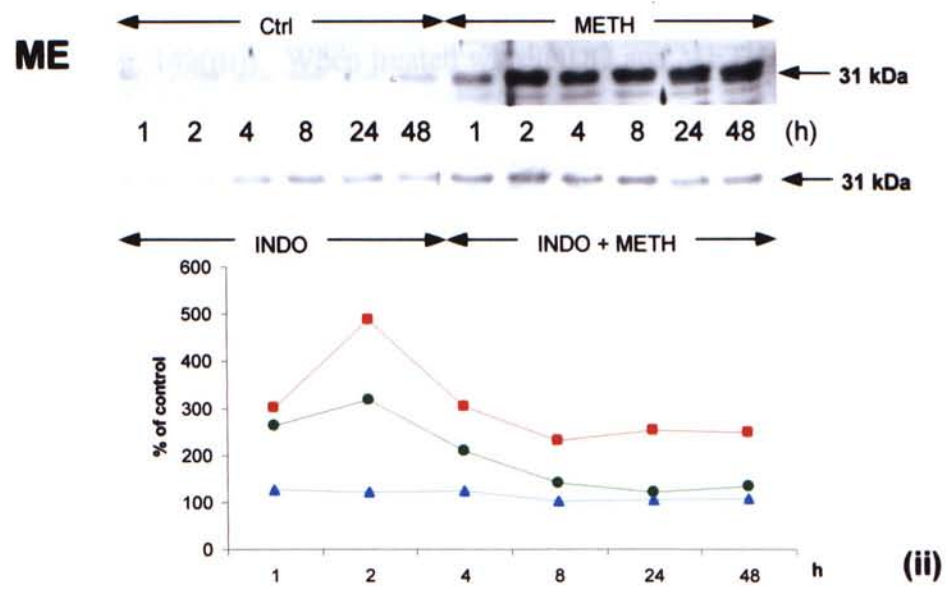 Ctrl METH
ME
31 kDa
1 2 4 8 24 48 1 2 4 8 24 48 (h)
31 kDa
INDO INDO + METH
600
500
400
300
200
100
0
% of control
1 2 4 8 24 48 h
(ii)